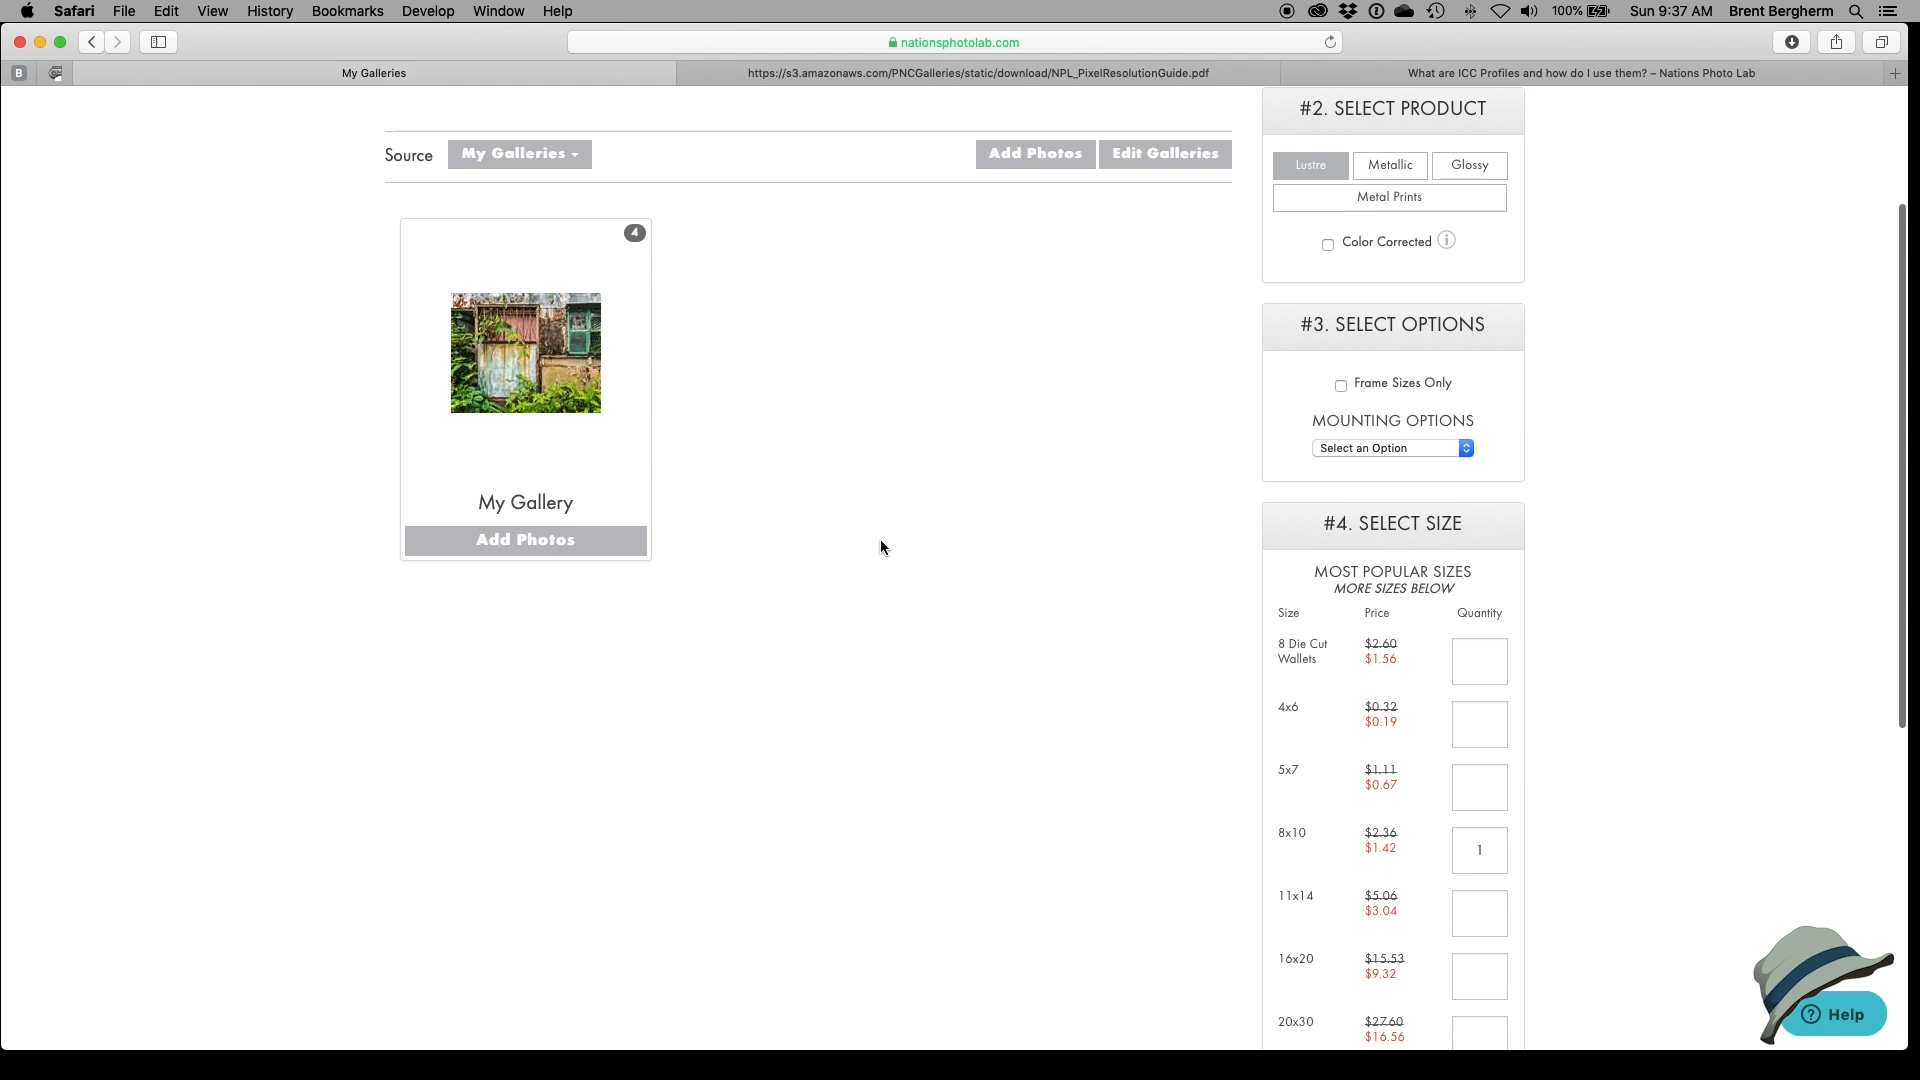 Safari File Edit View History Bookmarks Develop Window Help 100% Sun 9:37 AM Brent Bergherm
nationsphotolab.com
B My Galleries https://s3.amazonaws.com/PNCGalleries/static/download/NPL_PixelResolutionGuide.pdf What are ICC Profiles and how do I use them? – Nations Photo Lab
Source My Galleries Add Photos Edit Galleries
4
My Gallery
Add Photos
#2. SELECT PRODUCT
Lustre Metallic Glossy
Metal Prints
Color Corrected i
#3. SELECT OPTIONS
Frame Sizes Only
MOUNTING OPTIONS
Select an Option
#4. SELECT SIZE
MOST POPULAR SIZES
MORE SIZES BELOW
Size Price Quantity
8 Die Cut Wallets $2.60
$1.56
4x6 $0.32
$0.19
5x7 $1.11
$0.67
8x10 $2.36
$1.42 1
11x14 $5.06
$3.04
16x20 $15.53
$9.32
20x30 $27.60
$16.56
? Help